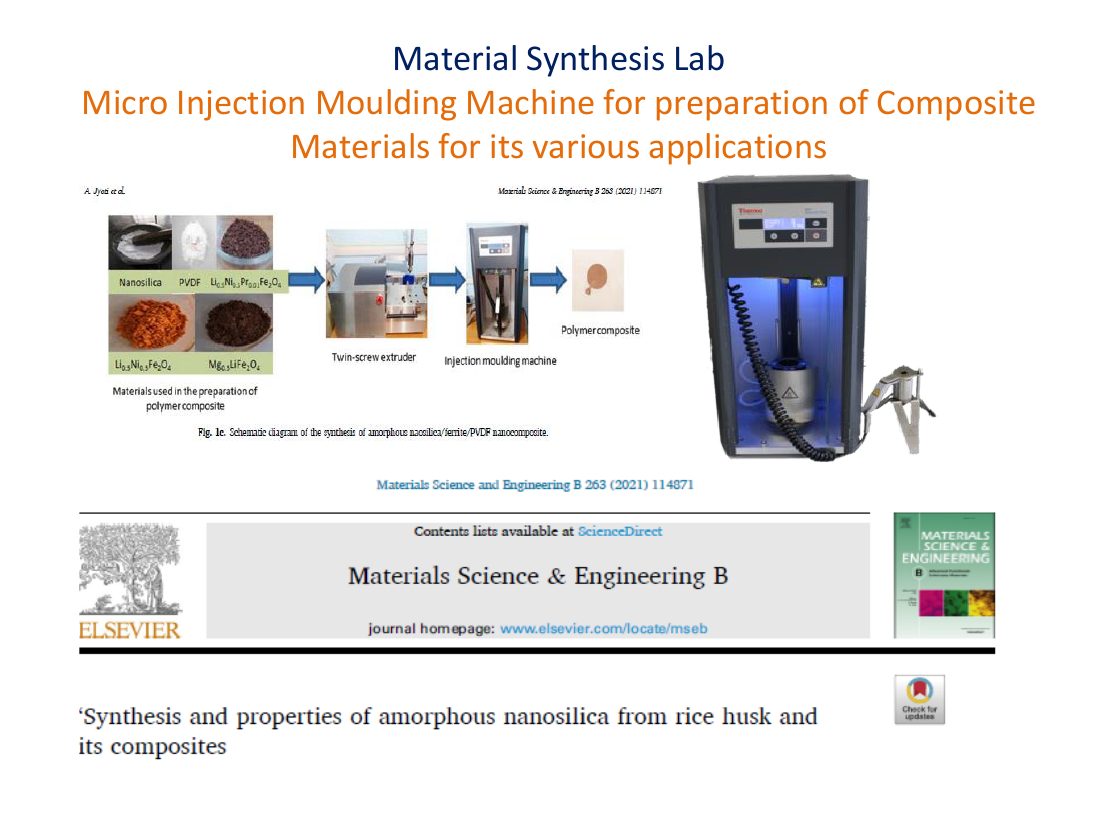 Material Synthesis Lab
Micro Injection Moulding Machine for preparation of Composite
Materials for its various applications
A. Jyoti et al.
Materials Science & Engineering B 263 (2021) 114871
Nanosilica
PVDF
Li₀.₅Ni₀.₅Pr₀.₀₁Fe₂O₄
Li₀.₅Ni₀.₅Fe₂O₄
Mg₀.₅LiFe₂O₄
Materials used in the preparation of
polymer composite
Twin-screw extruder
Injection moulding machine
Polymer composite
Thermo
Fig. 1c. Schematic diagram of the synthesis of amorphous nacsilica/ferrite/PVDF nanocomposite.
Materials Science and Engineering B 263 (2021) 114871
Contents lists available at ScienceDirect
Materials Science & Engineering B
journal homepage: www.elsevier.com/locate/mseb
ELSEVIER
MATERIALS
SCIENCE &
ENGINEERING
B
Check for
updates
‘Synthesis and properties of amorphous nanosilica from rice husk and
its composites